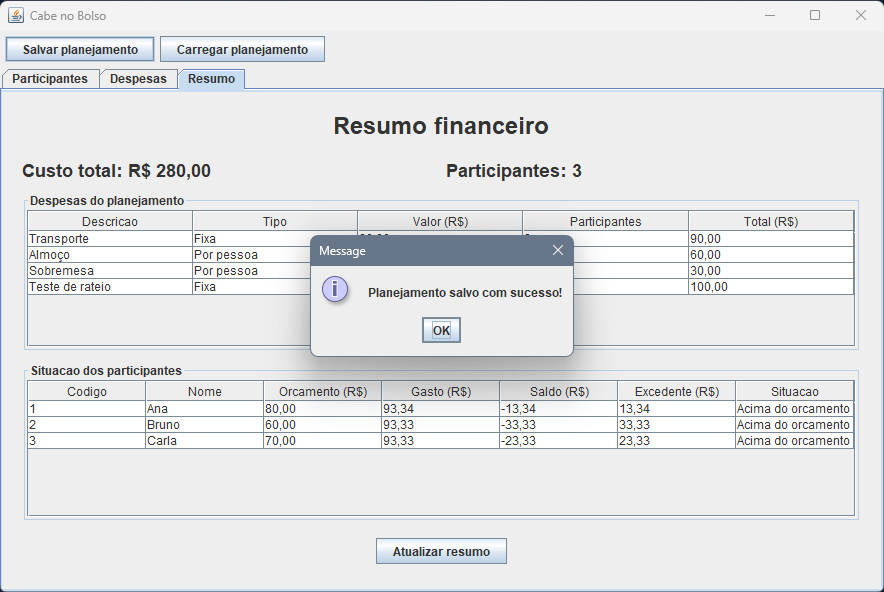 Cabe no Bolso
Salvar planejamento Carregar planejamento
Participantes Despesas Resumo
Resumo financeiro
Custo total: R$ 280,00 Participantes: 3
Despesas do planejamento
Descricao Tipo Valor (R$) Participantes Total (R$)
Transporte Fixa 90,00
Almoço Por pessoa 60,00
Sobremesa Por pessoa 30,00
Teste de rateio Fixa 100,00
Message
Planejamento salvo com sucesso!
OK
Situacao dos participantes
Codigo Nome Orcamento (R$) Gasto (R$) Saldo (R$) Excedente (R$) Situacao
1 Ana 80,00 93,34 -13,34 13,34 Acima do orcamento
2 Bruno 60,00 93,33 -33,33 33,33 Acima do orcamento
3 Carla 70,00 93,33 -23,33 23,33 Acima do orcamento
Atualizar resumo